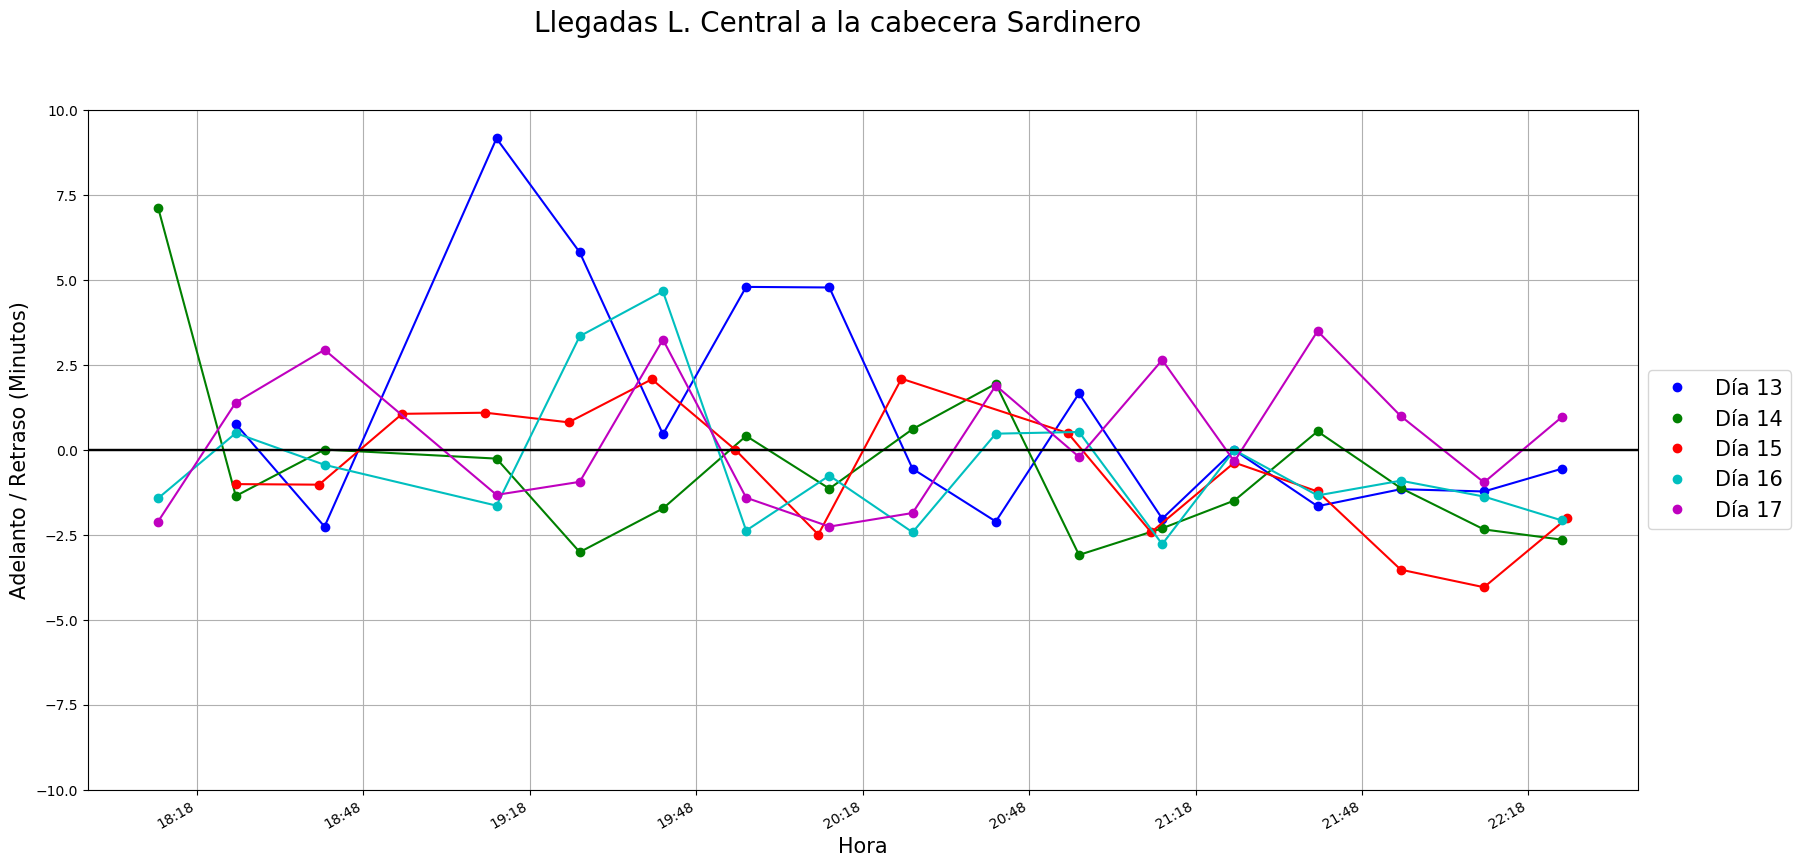 Llegadas L. Central a la cabecera Sardinero
Adelanto / Retraso (Minutos)
10.0
7.5
5.0
2.5
0.0
−2.5
−5.0
−7.5
−10.0
18:18
18:48
19:18
19:48
20:18
20:48
21:18
21:48
22:18
Hora
Día 13
Día 14
Día 15
Día 16
Día 17